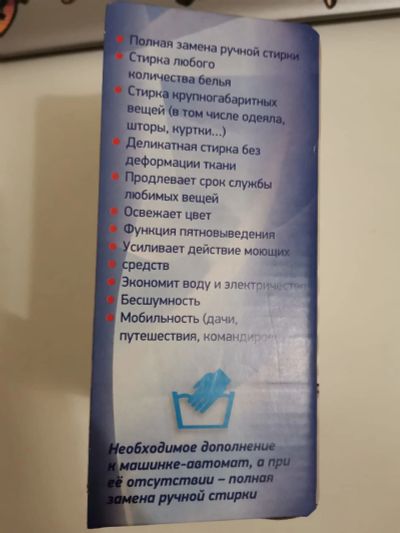 • Полная замена ручной стирки
• Стирка любого
количества белья
• Стирка крупногабаритных
вещей (в том числе одеяла,
шторы, куртки...)
• Деликатная стирка без
деформации ткани
• Продлевает срок службы
любимых вещей
• Освежает цвет
• Функция пятновыведения
• Усиливает действие моющих
• средств
• Экономит воду и электричество
• Бесшумность
• Мобильность (дачи,
путешествия,
Необходимое дополнение
к машинке-автомат, а при
её отсутствии – полная
замена ручной стирки